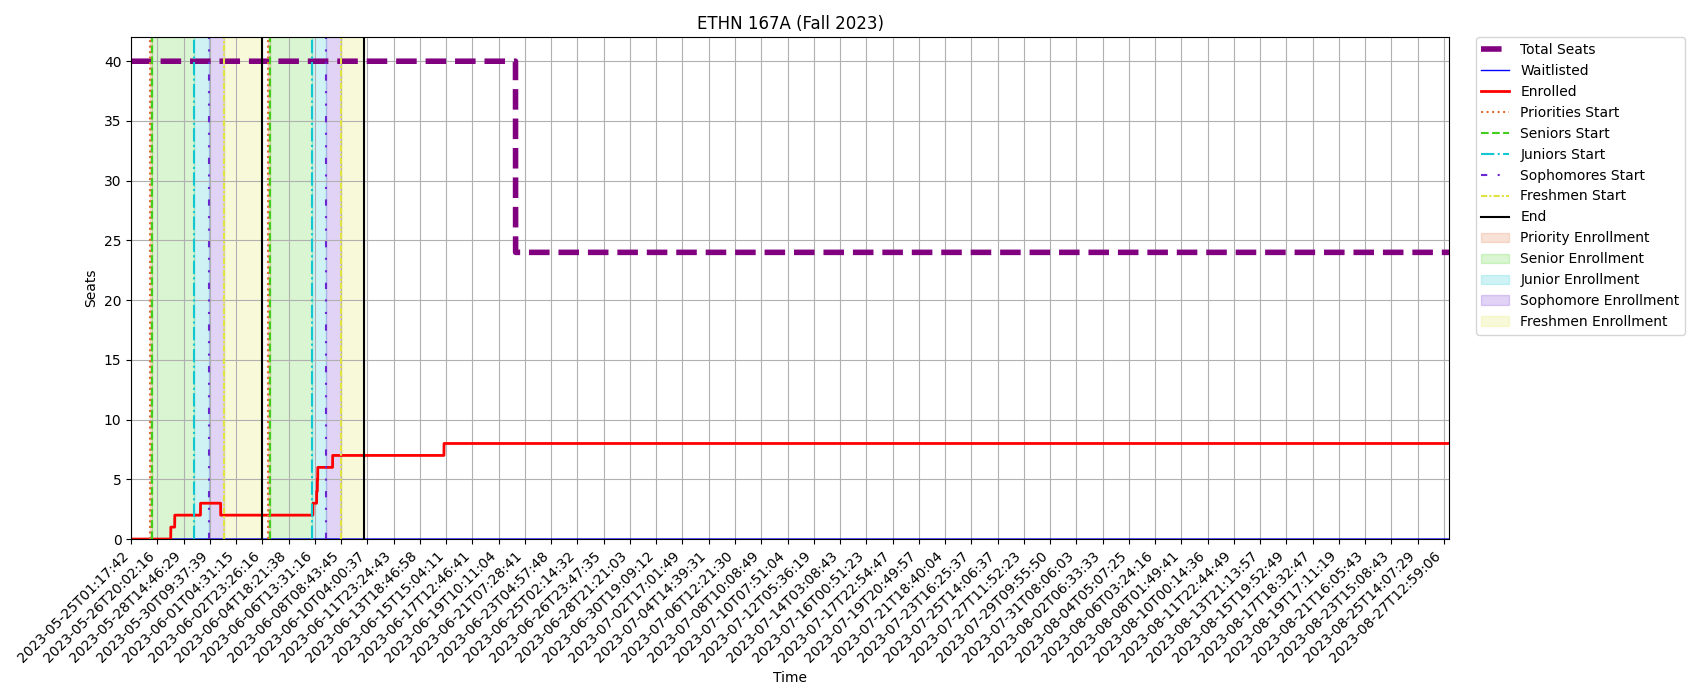 ETHN 167A (Fall 2023)
Seats
40
35
30
25
20
15
10
5
0
2023-05-25T01:17:42
2023-05-26T20:02:16
2023-05-28T14:46:29
2023-05-30T09:37:39
2023-06-01T04:31:15
2023-06-02T23:26:16
2023-06-04T18:21:38
2023-06-06T13:31:16
2023-06-08T08:43:45
2023-06-10T04:00:37
2023-06-11T23:24:43
2023-06-13T18:46:58
2023-06-15T15:04:11
2023-06-17T12:46:41
2023-06-19T10:11:04
2023-06-21T07:28:41
2023-06-23T04:57:48
2023-06-25T02:14:32
2023-06-26T23:47:35
2023-06-28T21:21:03
2023-06-30T19:09:12
2023-07-02T17:01:49
2023-07-04T14:39:31
2023-07-06T12:21:30
2023-07-08T10:08:49
2023-07-10T07:51:04
2023-07-12T05:36:19
2023-07-14T03:08:43
2023-07-16T00:51:23
2023-07-17T22:54:47
2023-07-19T20:49:57
2023-07-21T18:40:04
2023-07-23T16:25:37
2023-07-25T14:06:37
2023-07-27T11:52:23
2023-07-29T09:55:50
2023-07-31T08:06:03
2023-08-02T06:33:33
2023-08-04T05:07:25
2023-08-06T03:24:16
2023-08-08T01:49:41
2023-08-10T00:14:36
2023-08-11T22:44:49
2023-08-13T21:13:57
2023-08-15T19:52:49
2023-08-17T18:32:47
2023-08-19T17:11:19
2023-08-21T16:05:43
2023-08-23T15:08:43
2023-08-25T14:07:29
2023-08-27T12:59:06
Time
Total Seats
Waitlisted
Enrolled
Priorities Start
Seniors Start
Juniors Start
Sophomores Start
Freshmen Start
End
Priority Enrollment
Senior Enrollment
Junior Enrollment
Sophomore Enrollment
Freshmen Enrollment